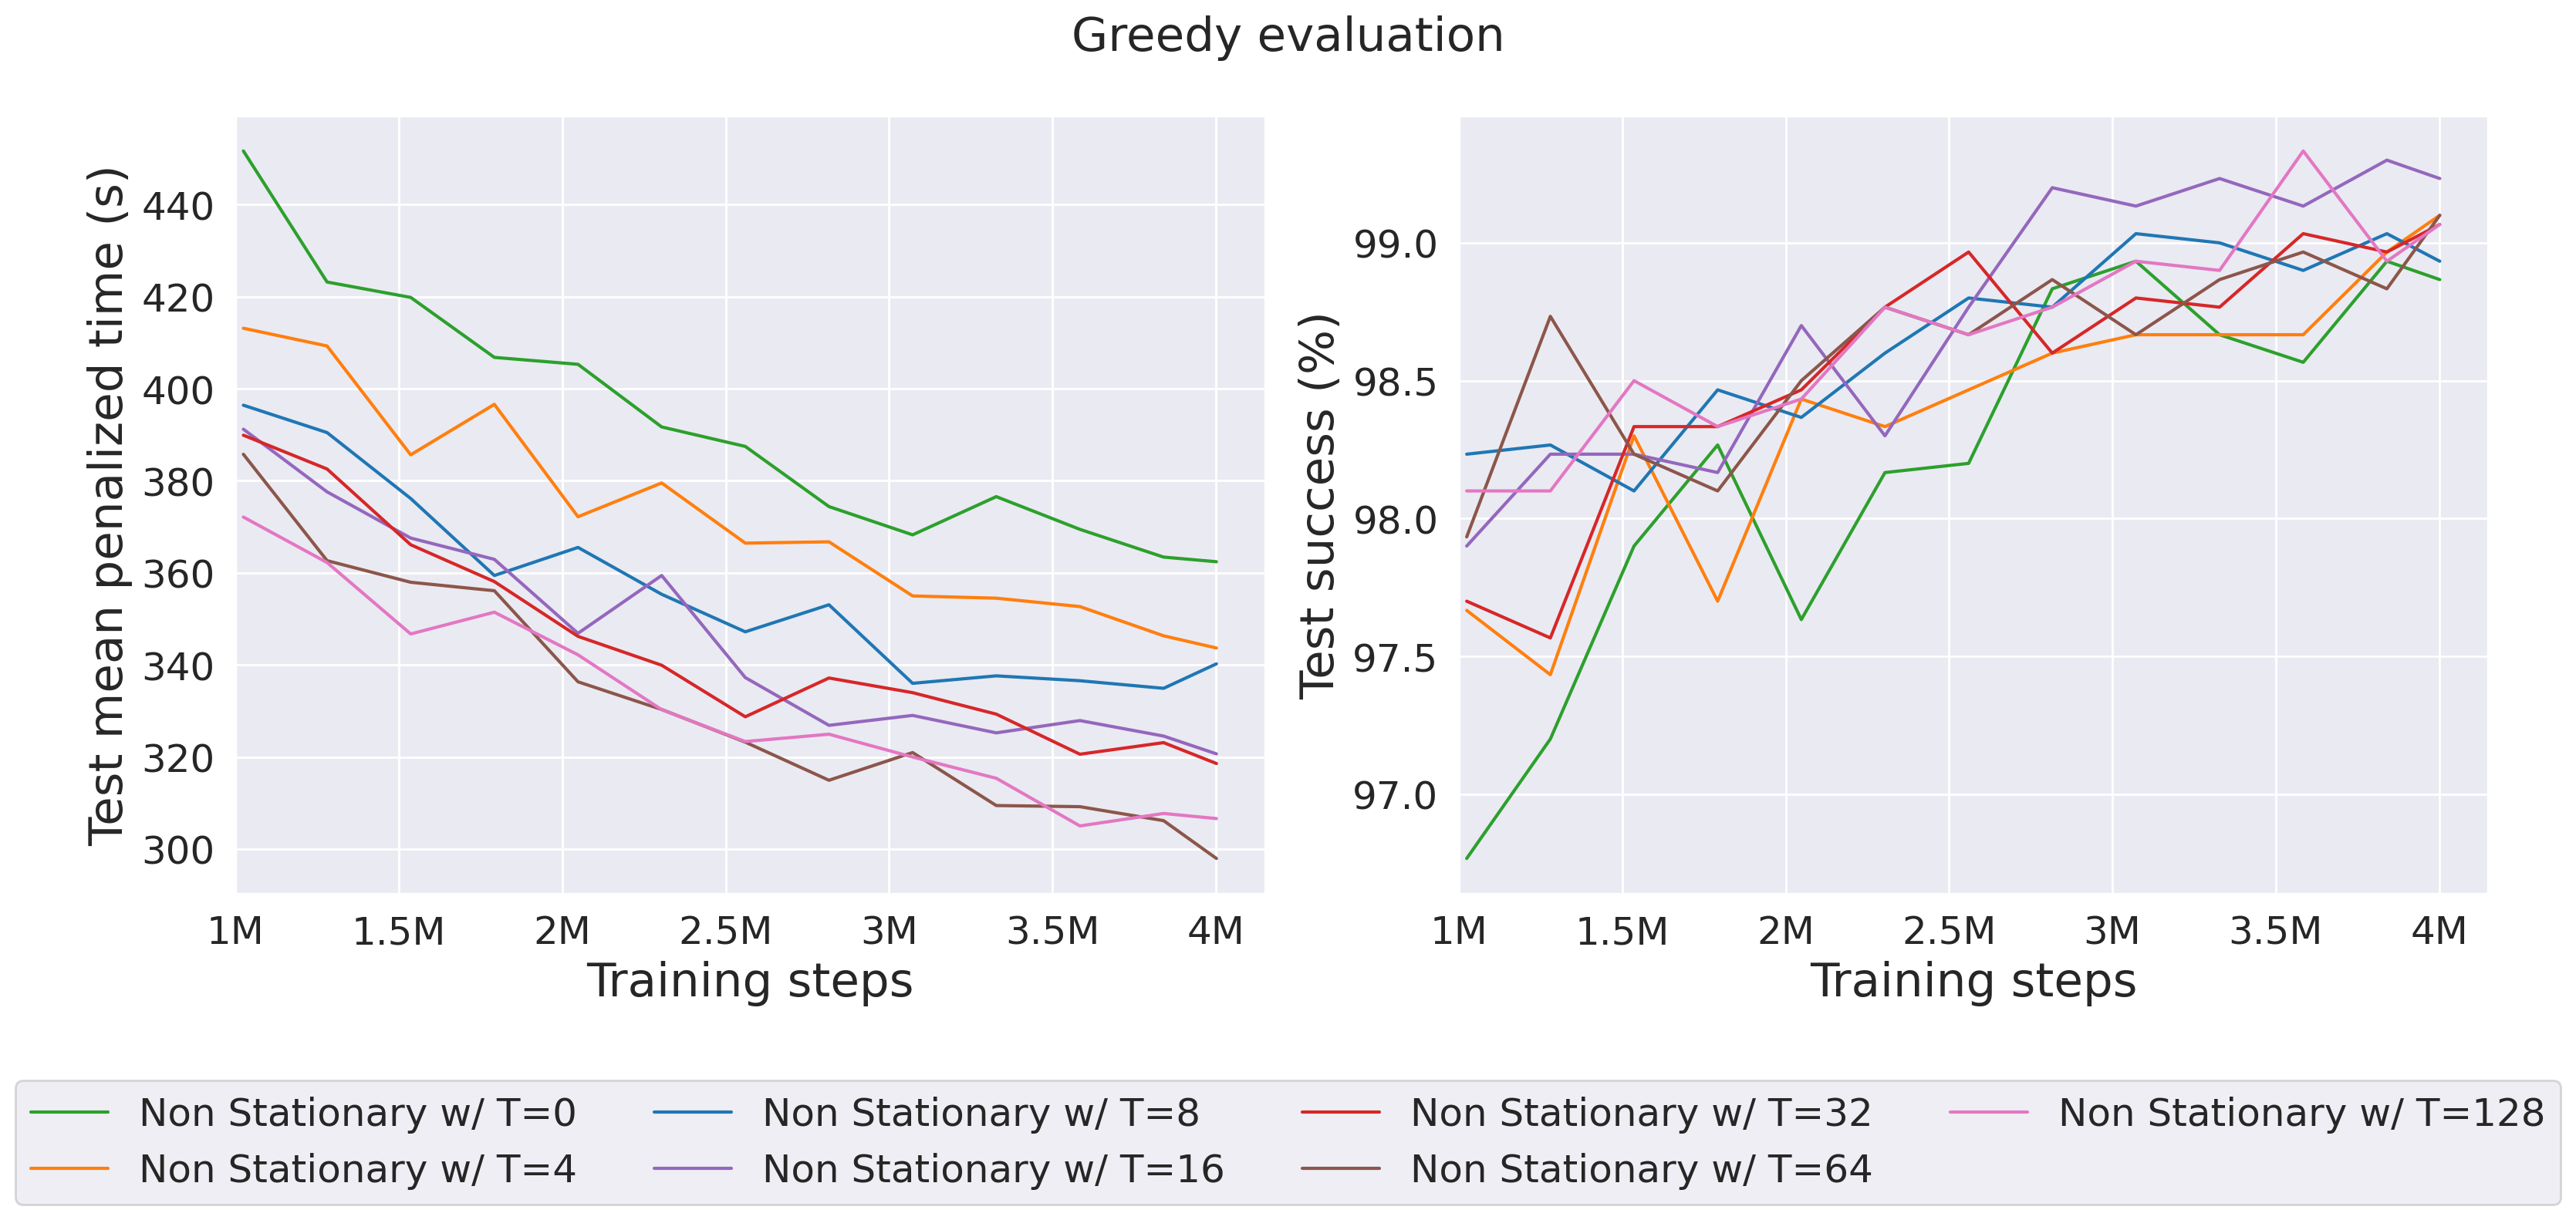 Greedy evaluation
Test mean penalized time (s)
440
420
400
380
360
340
320
300
1M 1.5M 2M 2.5M 3M 3.5M 4M
Training steps
Test success (%)
99.0
98.5
98.0
97.5
97.0
1M 1.5M 2M 2.5M 3M 3.5M 4M
Training steps
Non Stationary w/ T=0
Non Stationary w/ T=4
Non Stationary w/ T=8
Non Stationary w/ T=16
Non Stationary w/ T=32
Non Stationary w/ T=64
Non Stationary w/ T=128